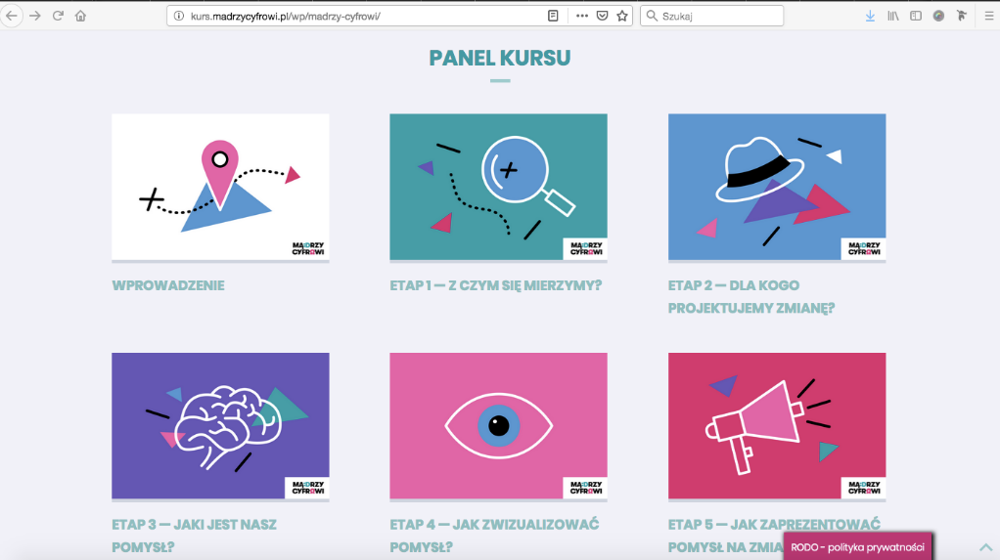 kurs.madrzycyfrowi.pl/wp/madrzy-cyfrowi/
Szukaj
PANEL KURSU
MĄDRZY
CYFROWI
MĄDRZY
CYFROWI
MĄDRZY
CYFROWI
WPROWADZENIE
ETAP 1 — Z CZYM SIĘ MIERZYMY?
ETAP 2 — DLA KOGO
PROJEKTUJEMY ZMIANĘ?
MĄDRZY
CYFROWI
MĄDRZY
CYFROWI
MĄDRZY
CYFROWI
ETAP 3 — JAKI JEST NASZ
POMYSŁ?
ETAP 4 — JAK ZWIZUALIZOWAĆ
POMYSŁ?
ETAP 5 — JAK ZAPREZENTOWAĆ
POMYSŁ NA
RODO - polityka prywatności